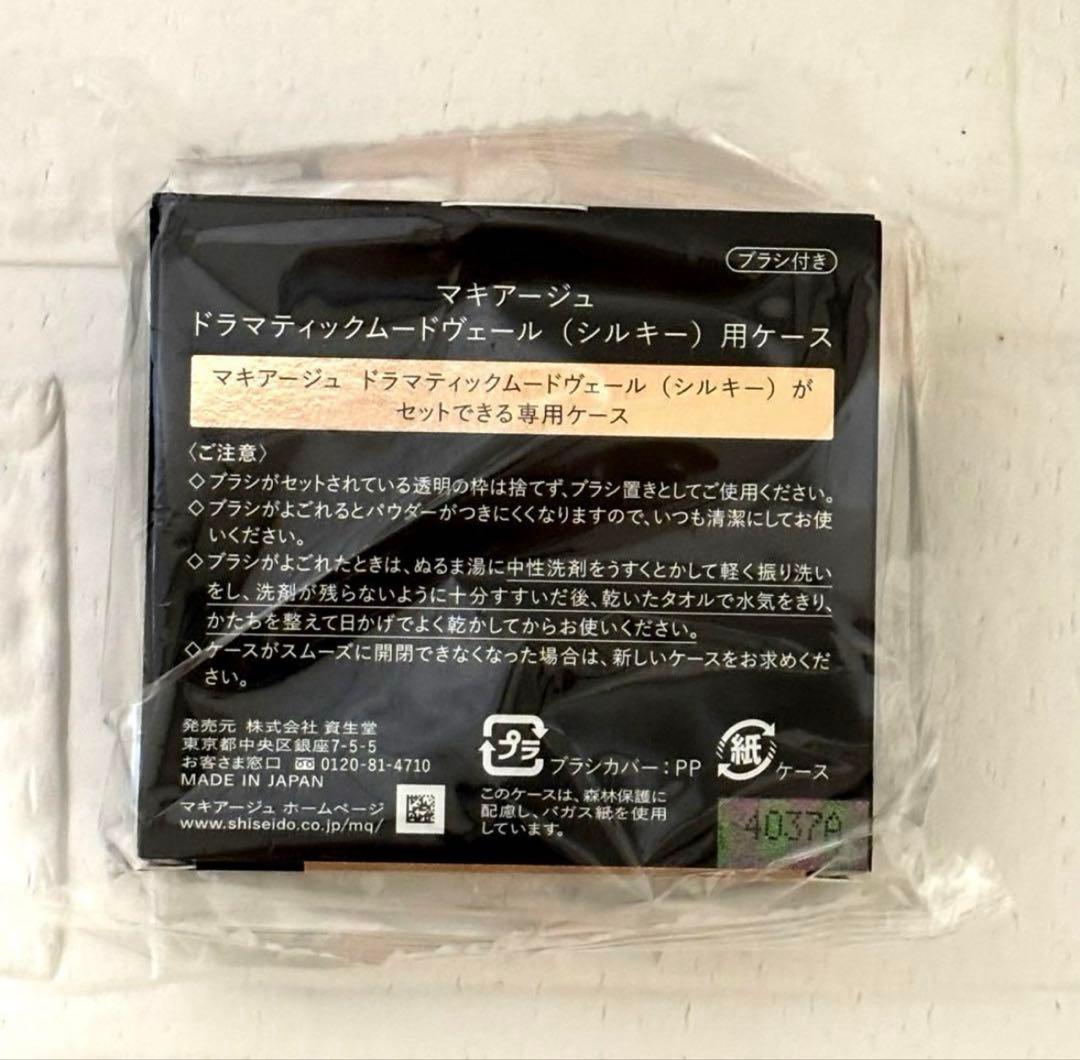 ブラシ付き
マキアージュ
ドラマティックムードヴェール（シルキー）用ケース
マキアージュ ドラマティックムードヴェール（シルキー）が
セットできる専用ケース
〈ご注意〉
◇ブラシがセットされている透明の枠は捨てず、ブラシ置きとしてご使用ください。
◇ブラシがよごれるとパウダーがつきにくくなりますので、いつも清潔にしてお使
いください。
◇ブラシがよごれたときは、ぬるま湯に中性洗剤をうすくとかして軽く振り洗い
をし、洗剤が残らないように十分すすいだ後、乾いたタオルで水気をきり、
かたちを整えて日かげでよく乾かしてからお使いください。
◇ケースがスムーズに開閉できなくなった場合は、新しいケースをお求めくだ
さい。
発売元 株式会社 資生堂
東京都中央区銀座7-5-5
お客さま窓口 0120-81-4710
MADE IN JAPAN
マキアージュ ホームページ
www.shiseido.co.jp/mq/
プラ
ブラシカバー：PP
紙
ケース
このケースは、森林保護に
配慮し、バガス紙を使用
しています。
4037A